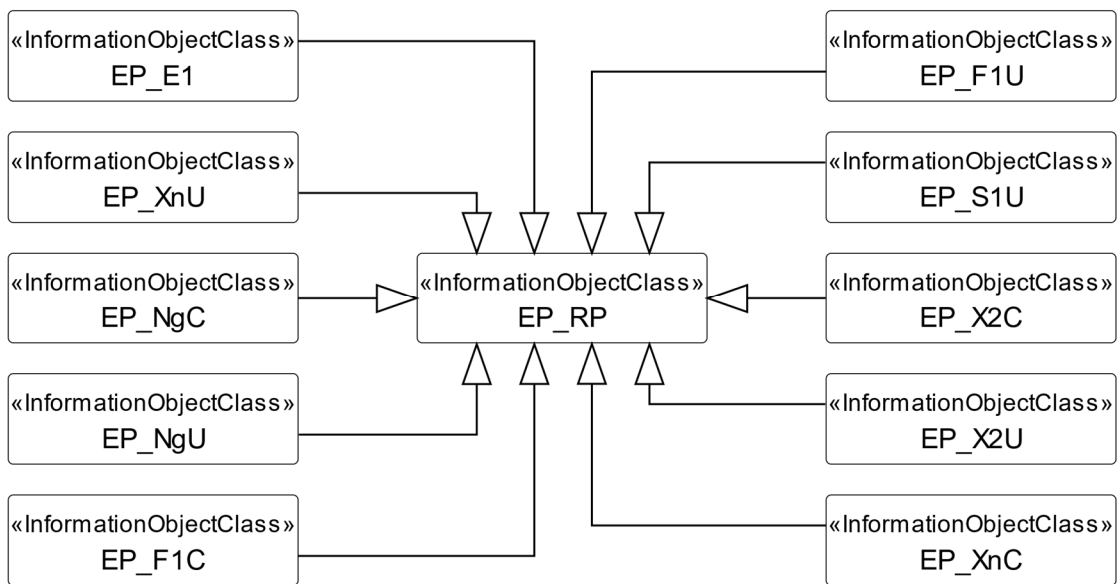 «InformationObjectClass»
EP_E1
«InformationObjectClass»
EP_F1U
«InformationObjectClass»
EP_XnU
«InformationObjectClass»
EP_S1U
«InformationObjectClass»
EP_NgC
«InformationObjectClass»
EP_RP
«InformationObjectClass»
EP_X2C
«InformationObjectClass»
EP_NgU
«InformationObjectClass»
EP_X2U
«InformationObjectClass»
EP_F1C
«InformationObjectClass»
EP_XnC